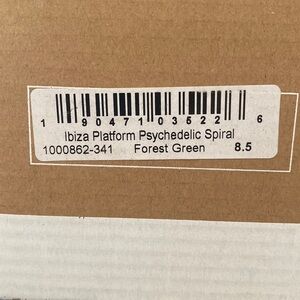 1 90471 03522 6
Ibiza Platform Psychedelic Spiral
1000862-341 Forest Green 8.5